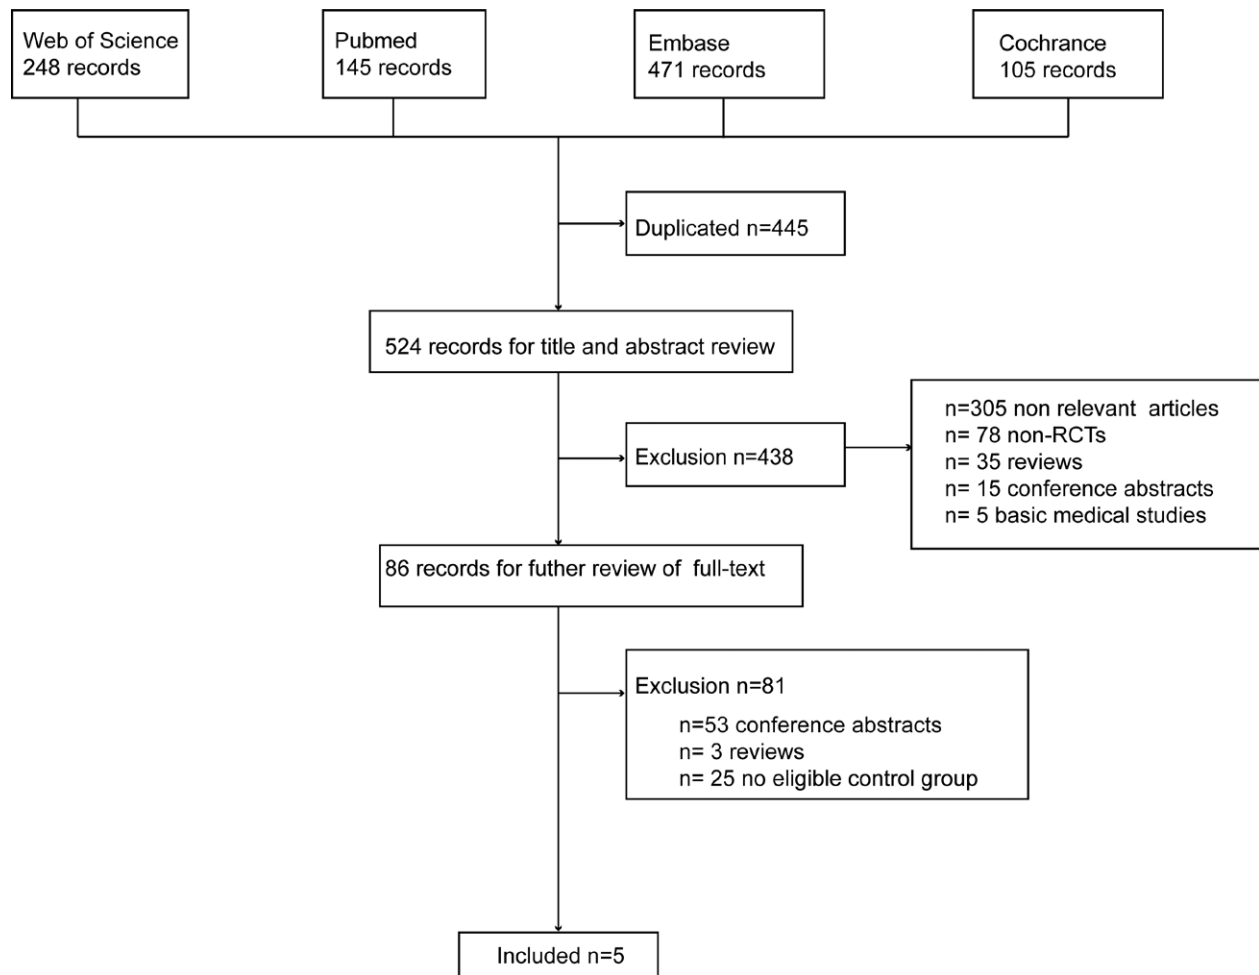 Web of Science
248 records
Pubmed
145 records
Embase
471 records
Cochrance
105 records
Duplicated n=445
524 records for title and abstract review
Exclusion n=438
n=305 non relevant articles
n= 78 non-RCTs
n= 35 reviews
n= 15 conference abstracts
n= 5 basic medical studies
86 records for futher review of full-text
Exclusion n=81
n=53 conference abstracts
n= 3 reviews
n= 25 no eligible control group
Included n=5